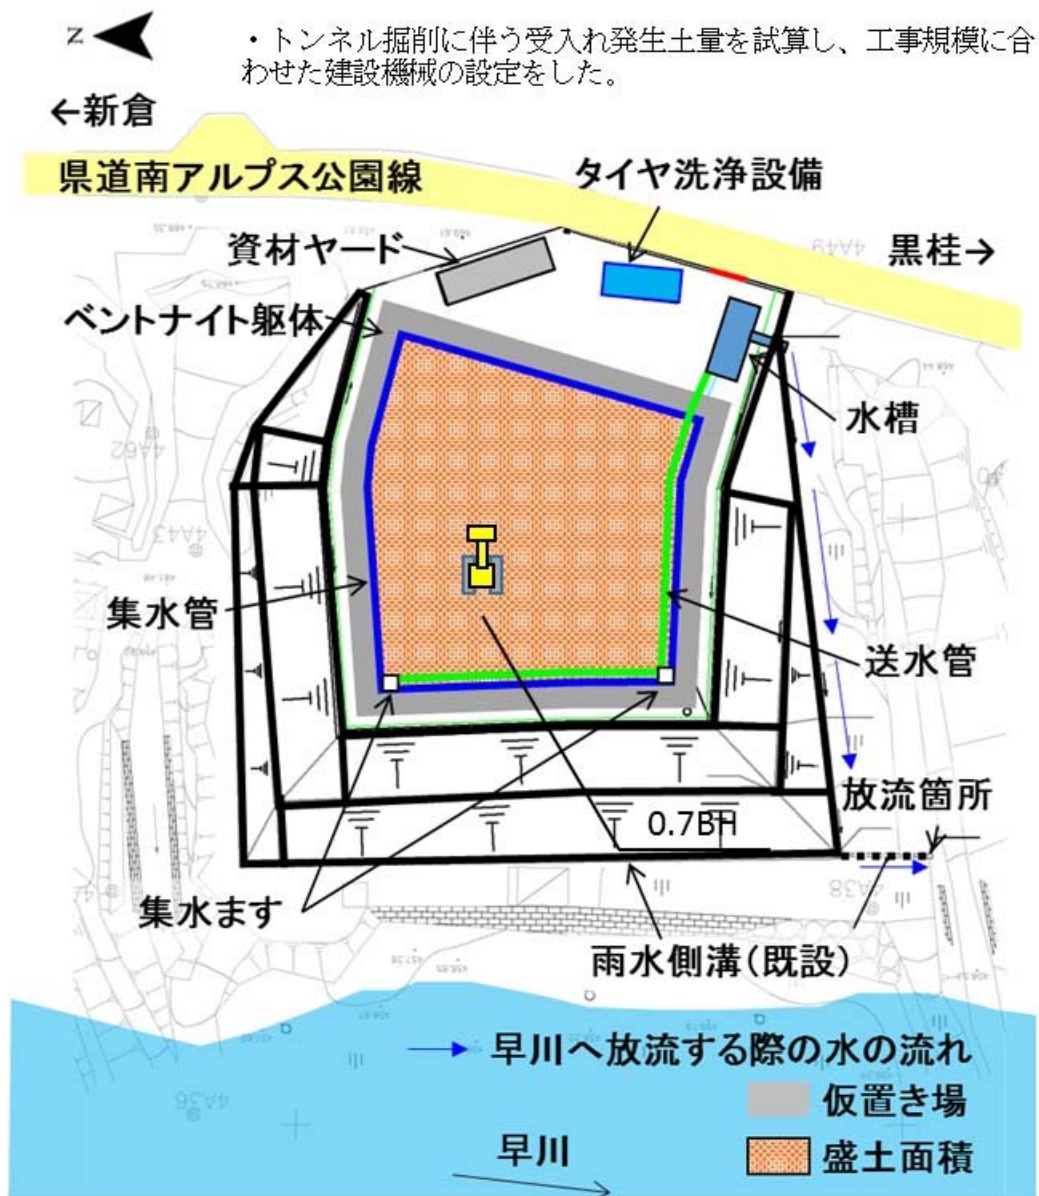 N
・トンネル掘削に伴う受入れ発生土量を試算し、工事規模に合
わせた建設機械の設定をした。
←新倉
県道南アルプス公園線
タイヤ洗浄設備
資材ヤード
4A49
黒桂→
ベントナイト躯体
水槽
4A62
4A43
集水管
送水管
放流箇所
0.7BH
4A38
集水ます
雨水側溝(既設)
早川へ放流する際の水の流れ
4A36
仮置き場
早川
盛土面積